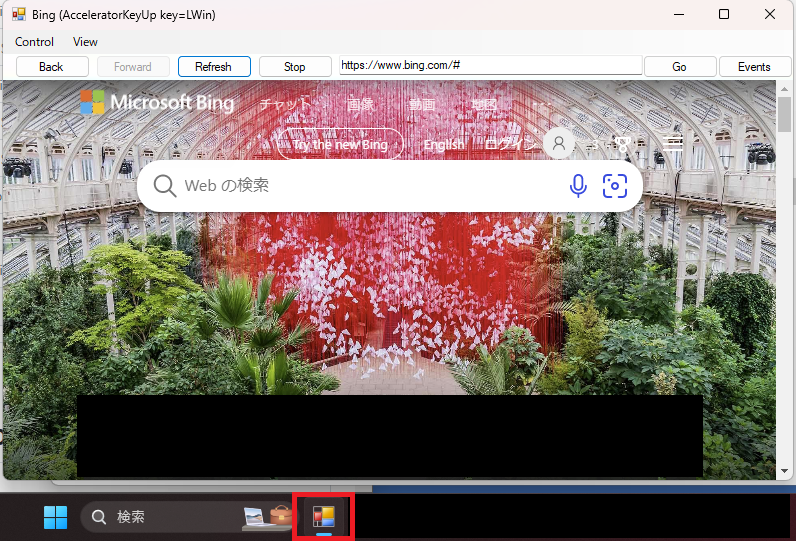 Bing (AcceleratorKeyUp key=LWin)
Control View
Back Forward Refresh Stop https://www.bing.com/# Go Events
Microsoft Bing チャット 画像 動画 地図 ...
Try the new Bing English ログイン 3
Web の検索
検索